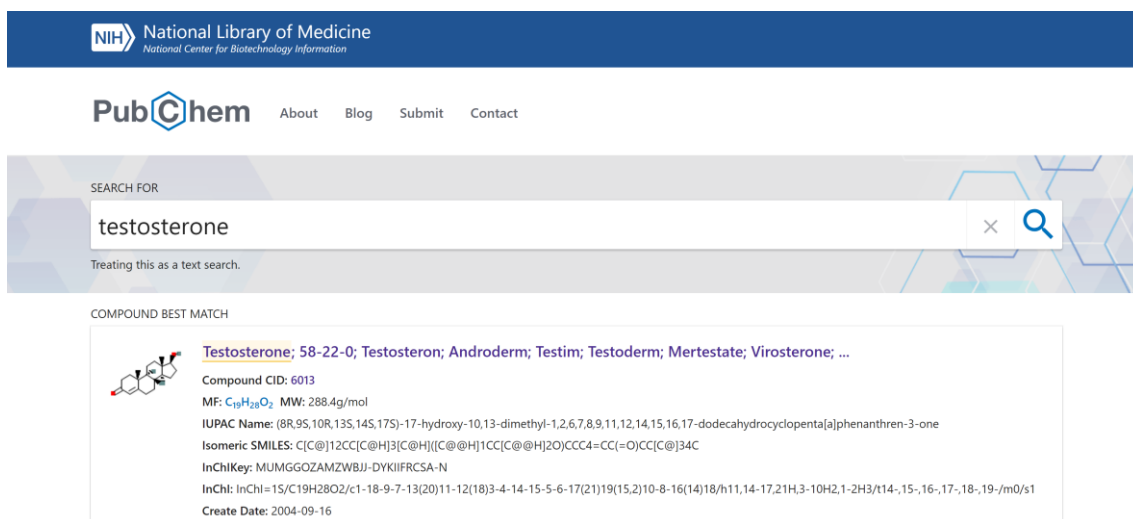 NIH National Library of Medicine
National Center for Biotechnology Information
PubChem About Blog Submit Contact
SEARCH FOR
testosterone
Treating this as a text search.
COMPOUND BEST MATCH
Testosterone; 58-22-0; Testosteron; Androderm; Testim; Testoderm; Mertestate; Virosterone; ...
Compound CID: 6013
MF: C₁₉H₂₈O₂ MW: 288.4g/mol
IUPAC Name: (8R,9S,10R,13S,14S,17S)-17-hydroxy-10,13-dimethyl-1,2,6,7,8,9,11,12,14,15,16,17-dodecahydrocyclopenta[a]phenanthren-3-one
Isomeric SMILES: C[C@]12CC[C@H]3[C@H]([C@@H]1CC[C@@H]2O)CCC4=CC(=O)CC[C@]34C
InChIKey: MUMGGOZAMZWBJJ-DYKIIFRCSA-N
InChI: InChI=1S/C19H28O2/c1-18-9-7-13(20)11-12(18)3-4-14-15-5-6-17(21)19(15,2)10-8-16(14)18/h11,14-17,21H,3-10H2,1-2H3/t14-,15-,16-,17-,18-,19-/m0/s1
Create Date: 2004-09-16